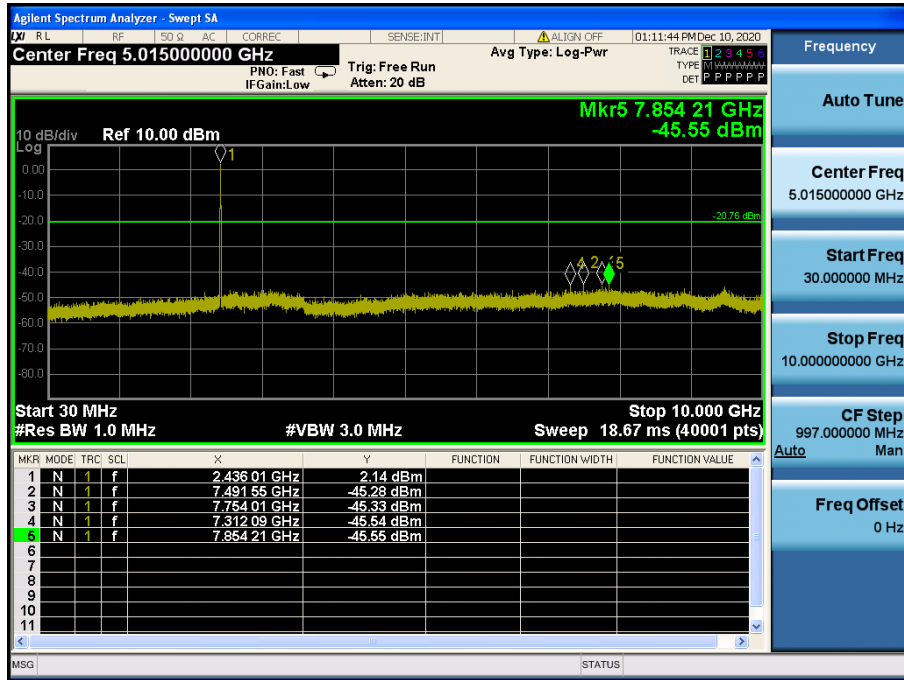 Agilent Spectrum Analyzer - Swept SA
LXI RL RF 50 Ω AC CORREC SENSE:INT ALIGN OFF 01:11:44 PM Dec 10, 2020
Center Freq 5.015000000 GHz
PNO: Fast
IFGain:Low
Trig: Free Run
Atten: 20 dB
Avg Type: Log-Pwr
TRACE 1 2 3 4 5 6
TYPE M WWWWW
DET P P P P P P
Mkr5 7.854 21 GHz
-45.55 dBm
10 dB/div Ref 10.00 dBm
Log
1
0.00
-10.0
-20.0
-20.76 dBm
-30.0
-40.0
4 2 5
-50.0
-60.0
-70.0
-80.0
Start 30 MHz Stop 10.000 GHz
#Res BW 1.0 MHz #VBW 3.0 MHz Sweep 18.67 ms (40001 pts)
MKR MODE TRC SCL X Y FUNCTION FUNCTION WIDTH FUNCTION VALUE
1 N 1 f 2.436 01 GHz 2.14 dBm
2 N 1 f 7.491 55 GHz -45.28 dBm
3 N 1 f 7.754 01 GHz -45.33 dBm
4 N 1 f 7.312 09 GHz -45.54 dBm
5 N 1 f 7.854 21 GHz -45.55 dBm
6
7
8
9
10
11
MSG STATUS
Frequency
Auto Tune
Center Freq
5.015000000 GHz
Start Freq
30.000000 MHz
Stop Freq
10.000000000 GHz
CF Step
997.000000 MHz
Auto Man
Freq Offset
0 Hz